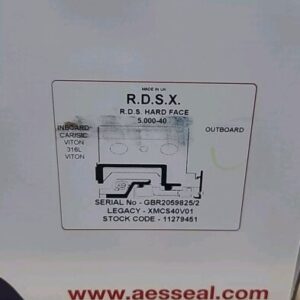 MADE IN UK
R.D.S.X.
R.D.S. HARD FACE
5.000-40
INBOARD
CAR/SIC
VITON
316L
VITON
OUTBOARD
SERIAL No - GBR2059825/2
LEGACY - XMCS40V01
STOCK CODE - 11279451
www.aesseal.com